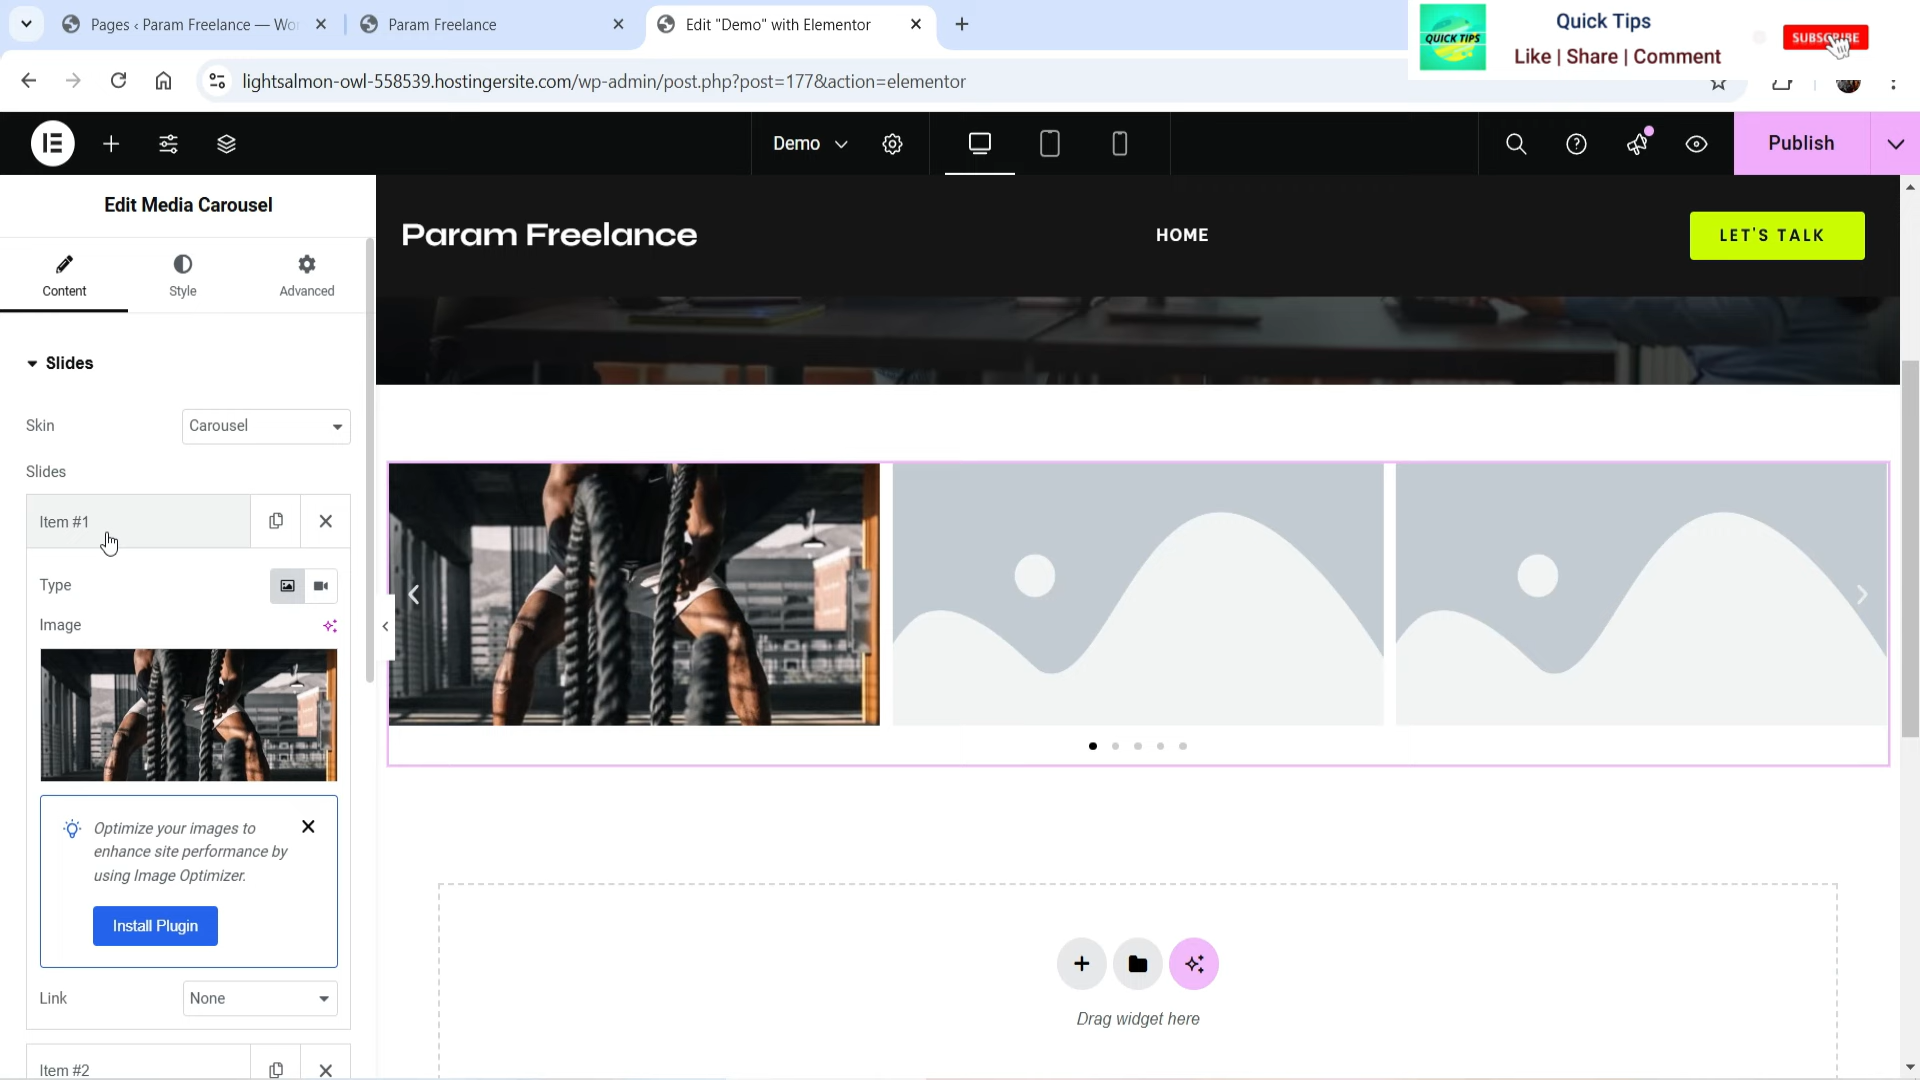 Pages ‹ Param Freelance — Wo
Param Freelance
Edit "Demo" with Elementor
QUICK TIPS
Quick Tips
Like | Share | Comment
SUBSCRIBE
lightsalmon-owl-558539.hostingersite.com/wp-admin/post.php?post=177&action=elementor
Demo
Publish
Edit Media Carousel
Content
Style
Advanced
Param Freelance
HOME
LET'S TALK
Slides
Skin
Carousel
Slides
Item #1
Type
Image
Optimize your images to
enhance site performance by
using Image Optimizer.
Install Plugin
Link
None
Item #2
Drag widget here